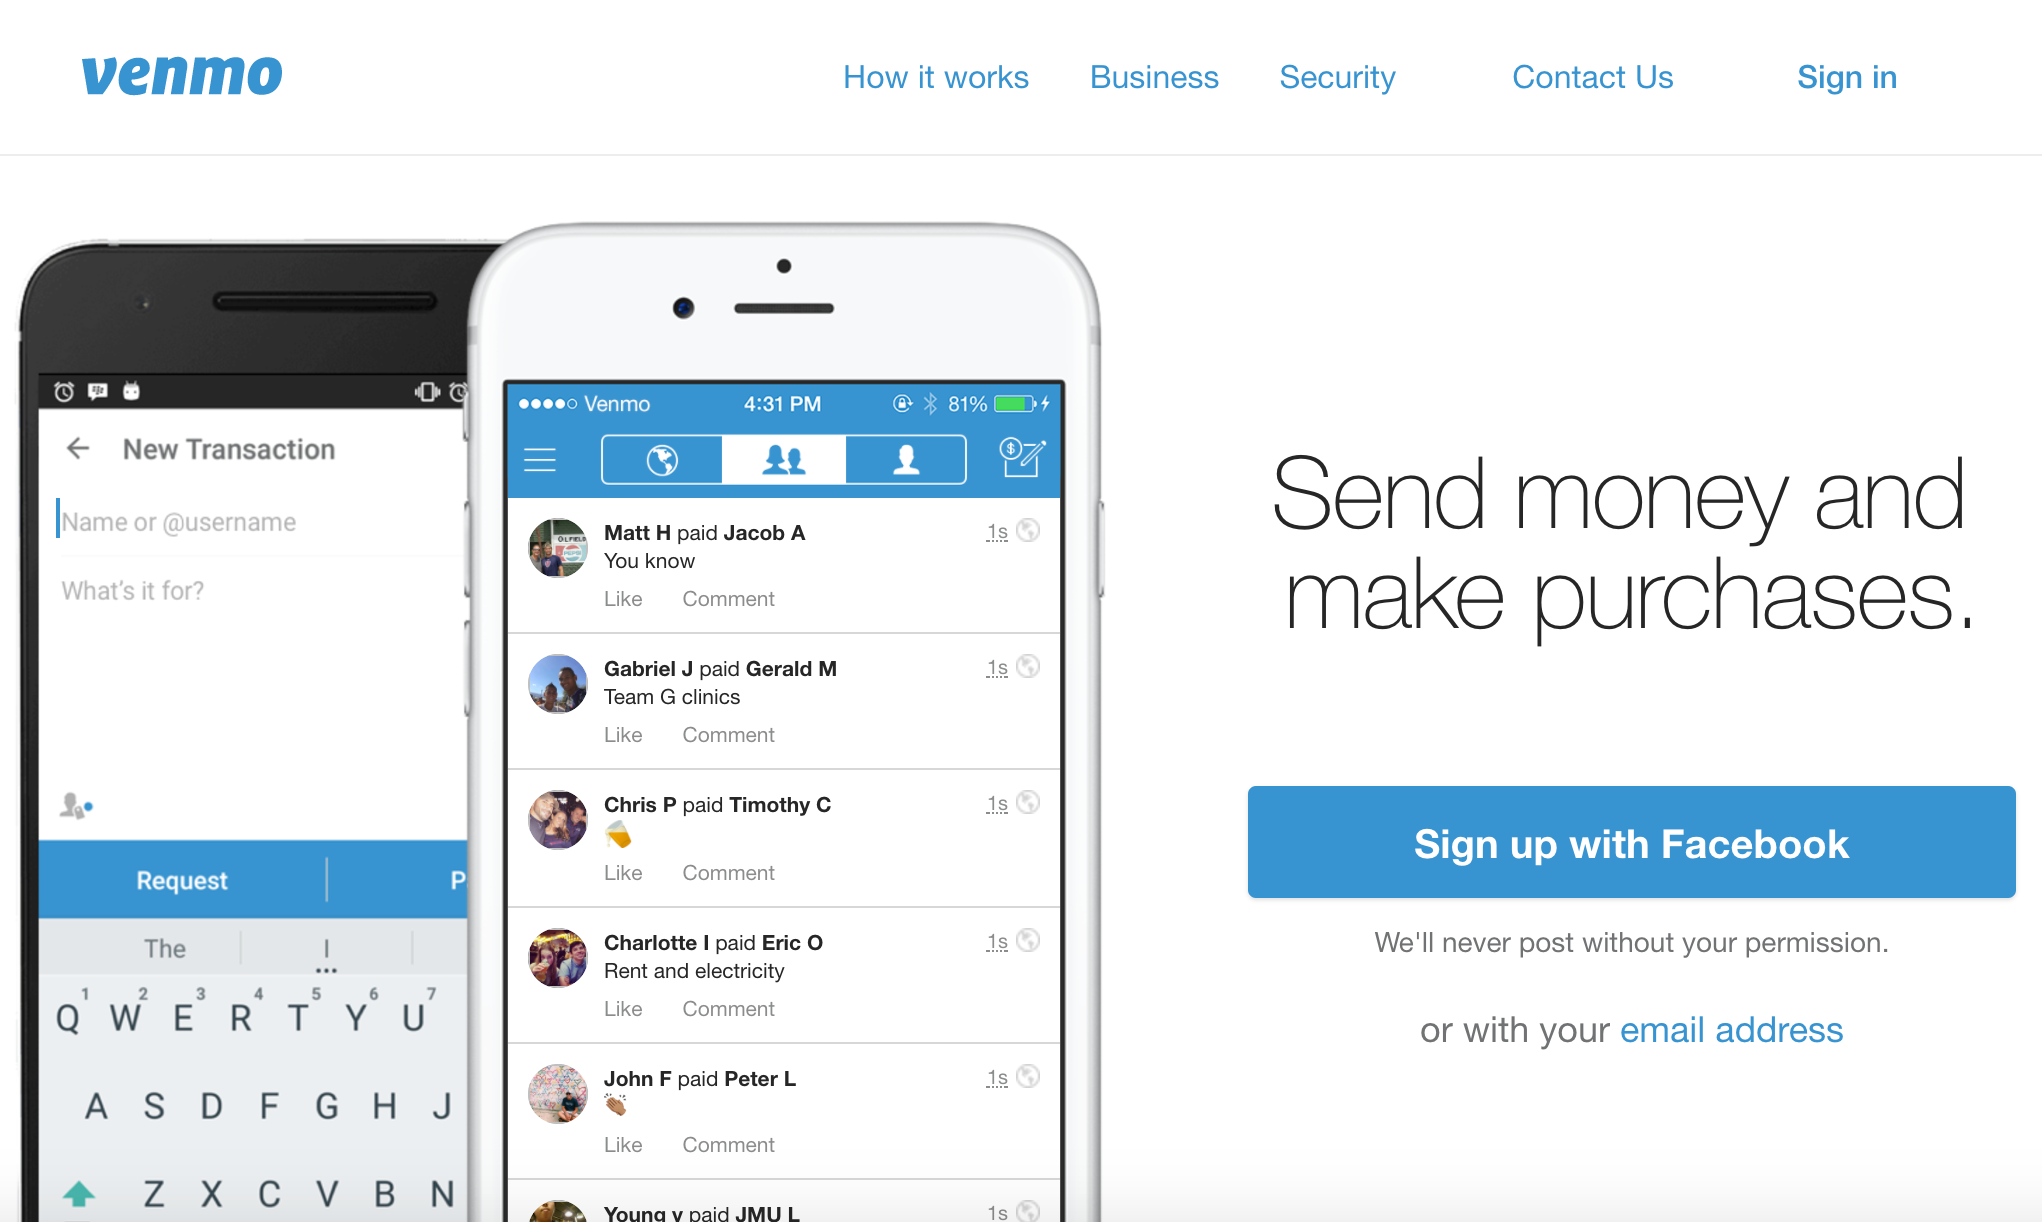 venmo
How it works
Business
Security
Contact Us
Sign in
New Transaction
Name or @username
What's it for?
Request
The
I
Q 1 W 2 E 3 R 4 T 5 Y 6 U 7
A S D F G H J
Z X C V B N
Venmo 4:31 PM 81%
$
Matt H paid Jacob A 1s
You know
Like Comment
Gabriel J paid Gerald M 1s
Team G clinics
Like Comment
Chris P paid Timothy C 1s
Like Comment
Charlotte I paid Eric O 1s
Rent and electricity
Like Comment
John F paid Peter L 1s
Like Comment
Young y paid JMU L 1s
Send money and
make purchases.
Sign up with Facebook
We'll never post without your permission.
or with your email address